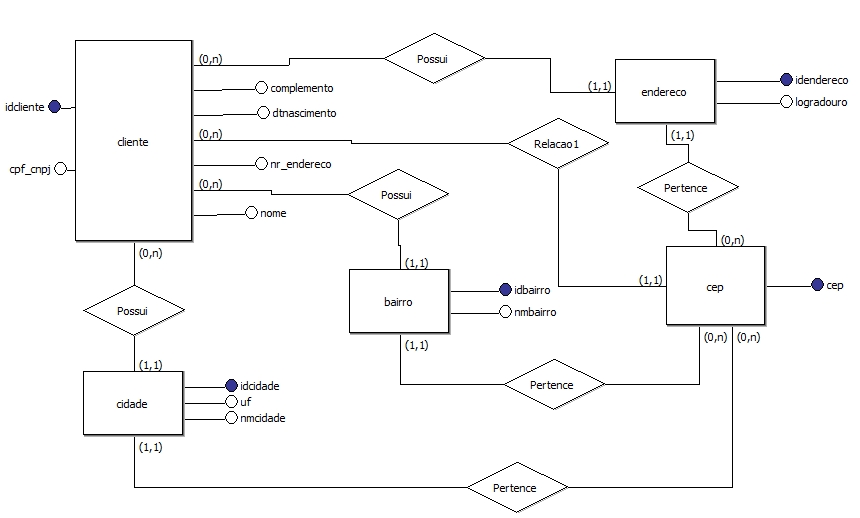 (0,n)
Possui
complemento
(1,1)
idendereco
endereco
logradouro
idcliente
dtnascimento
cliente
(0,n)
(1,1)
Relacao1
cpf_cnpj
nr_endereco
(0,n)
Possui
Pertence
nome
(0,n)
(0,n)
(1,1)
(1,1)
cep
cep
idbairro
bairro
nmbairro
Possui
(0,n)
(0,n)
(1,1)
(1,1)
idcidade
Pertence
cidade
uf
nmcidade
(1,1)
Pertence